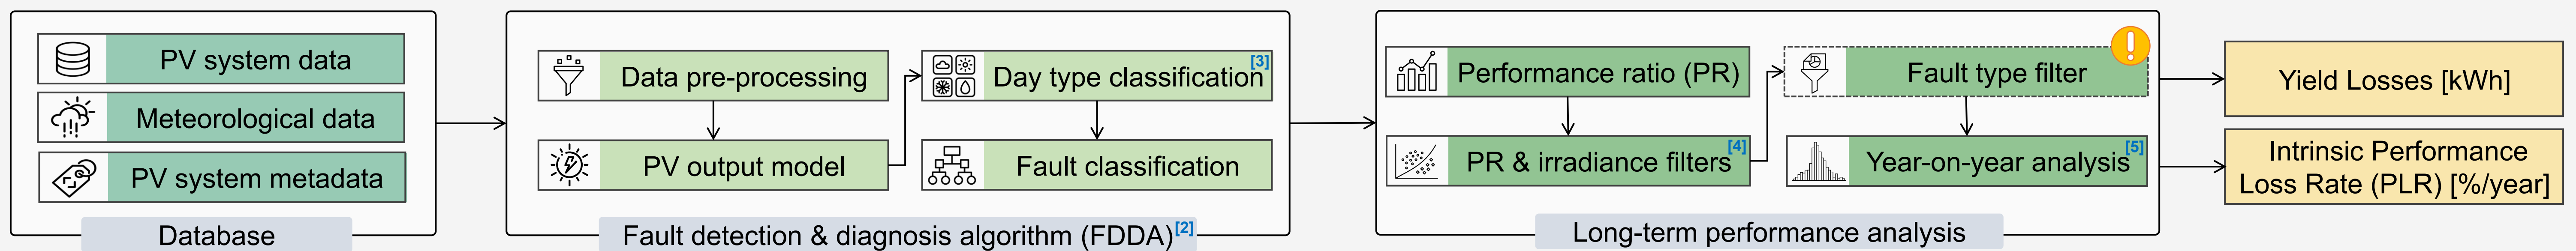 PV system data
Meteorological data
PV system metadata
Database
Data pre-processing
PV output model
Day type classification[3]
Fault classification
Fault detection & diagnosis algorithm (FDDA)[2]
Performance ratio (PR)
PR & irradiance filters[4]
Fault type filter
!
Year-on-year analysis[5]
Long-term performance analysis
Yield Losses [kWh]
Intrinsic Performance
Loss Rate (PLR) [%/year]